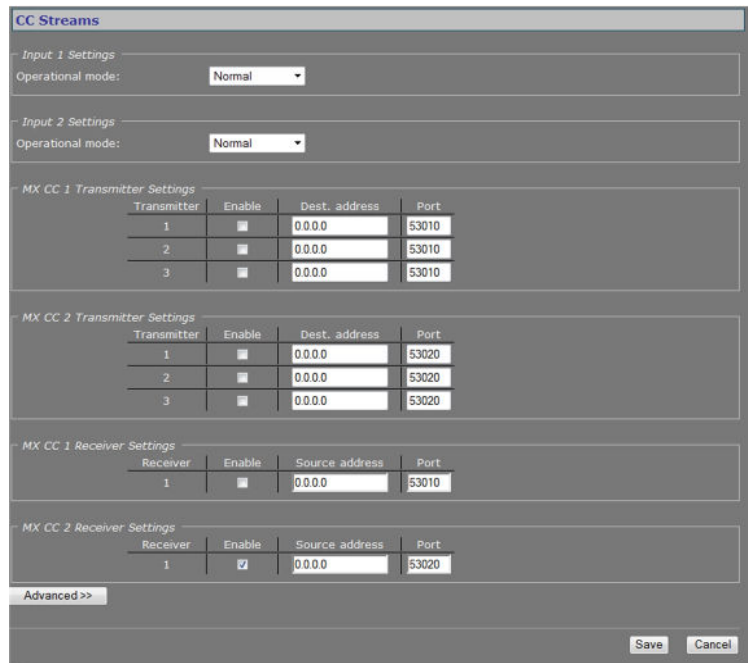 CC Streams
Input 1 Settings
Operational mode: Normal
Input 2 Settings
Operational mode: Normal
MX CC 1 Transmitter Settings
Transmitter Enable Dest. address Port
1 0.0.0.0 53010
2 0.0.0.0 53010
3 0.0.0.0 53010
MX CC 2 Transmitter Settings
Transmitter Enable Dest. address Port
1 0.0.0.0 53020
2 0.0.0.0 53020
3 0.0.0.0 53020
MX CC 1 Receiver Settings
Receiver Enable Source address Port
1 0.0.0.0 53010
MX CC 2 Receiver Settings
Receiver Enable Source address Port
1 0.0.0.0 53020
Advanced >>
Save Cancel